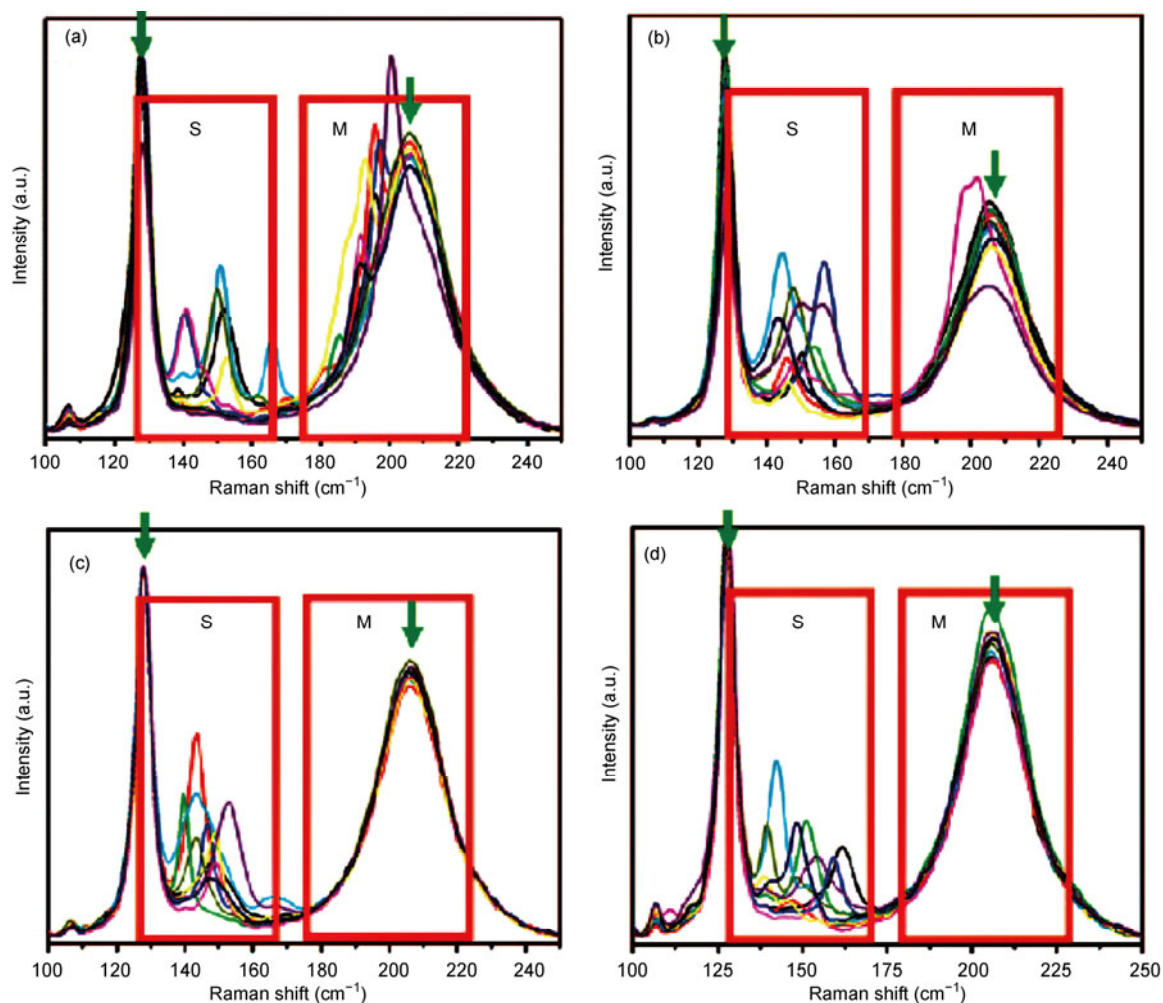 (a)
S
M
Intensity (a.u.)
100 120 140 160 180 200 220 240
Raman shift (cm⁻¹)
(b)
S
M
Intensity (a.u.)
100 120 140 160 180 200 220 240
Raman shift (cm⁻¹)
(c)
S
M
Intensity (a.u.)
100 120 140 160 180 200 220 240
Raman shift (cm⁻¹)
(d)
S
M
Intensity (a.u.)
100 125 150 175 200 225 250
Raman shift (cm⁻¹)